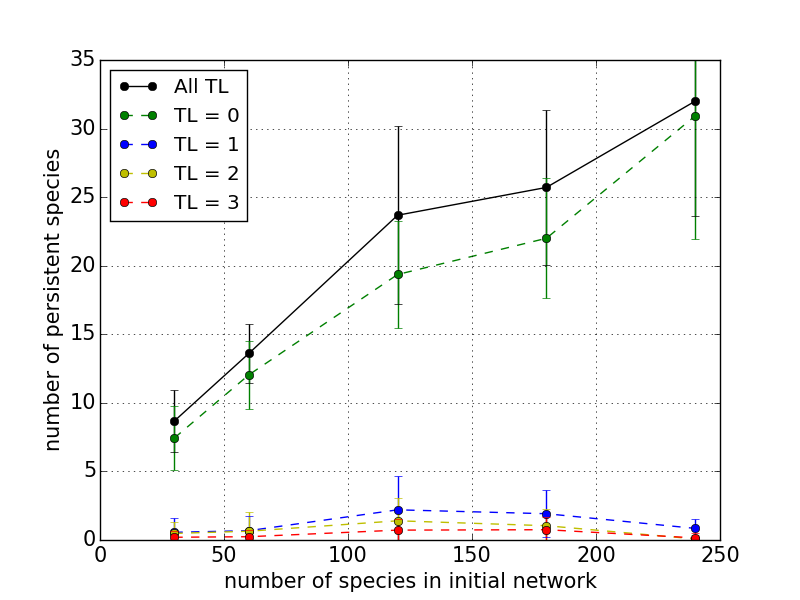 35
30
25
20
15
10
5
0
number of persistent species
All TL
TL = 0
TL = 1
TL = 2
TL = 3
0 50 100 150 200 250
number of species in initial network